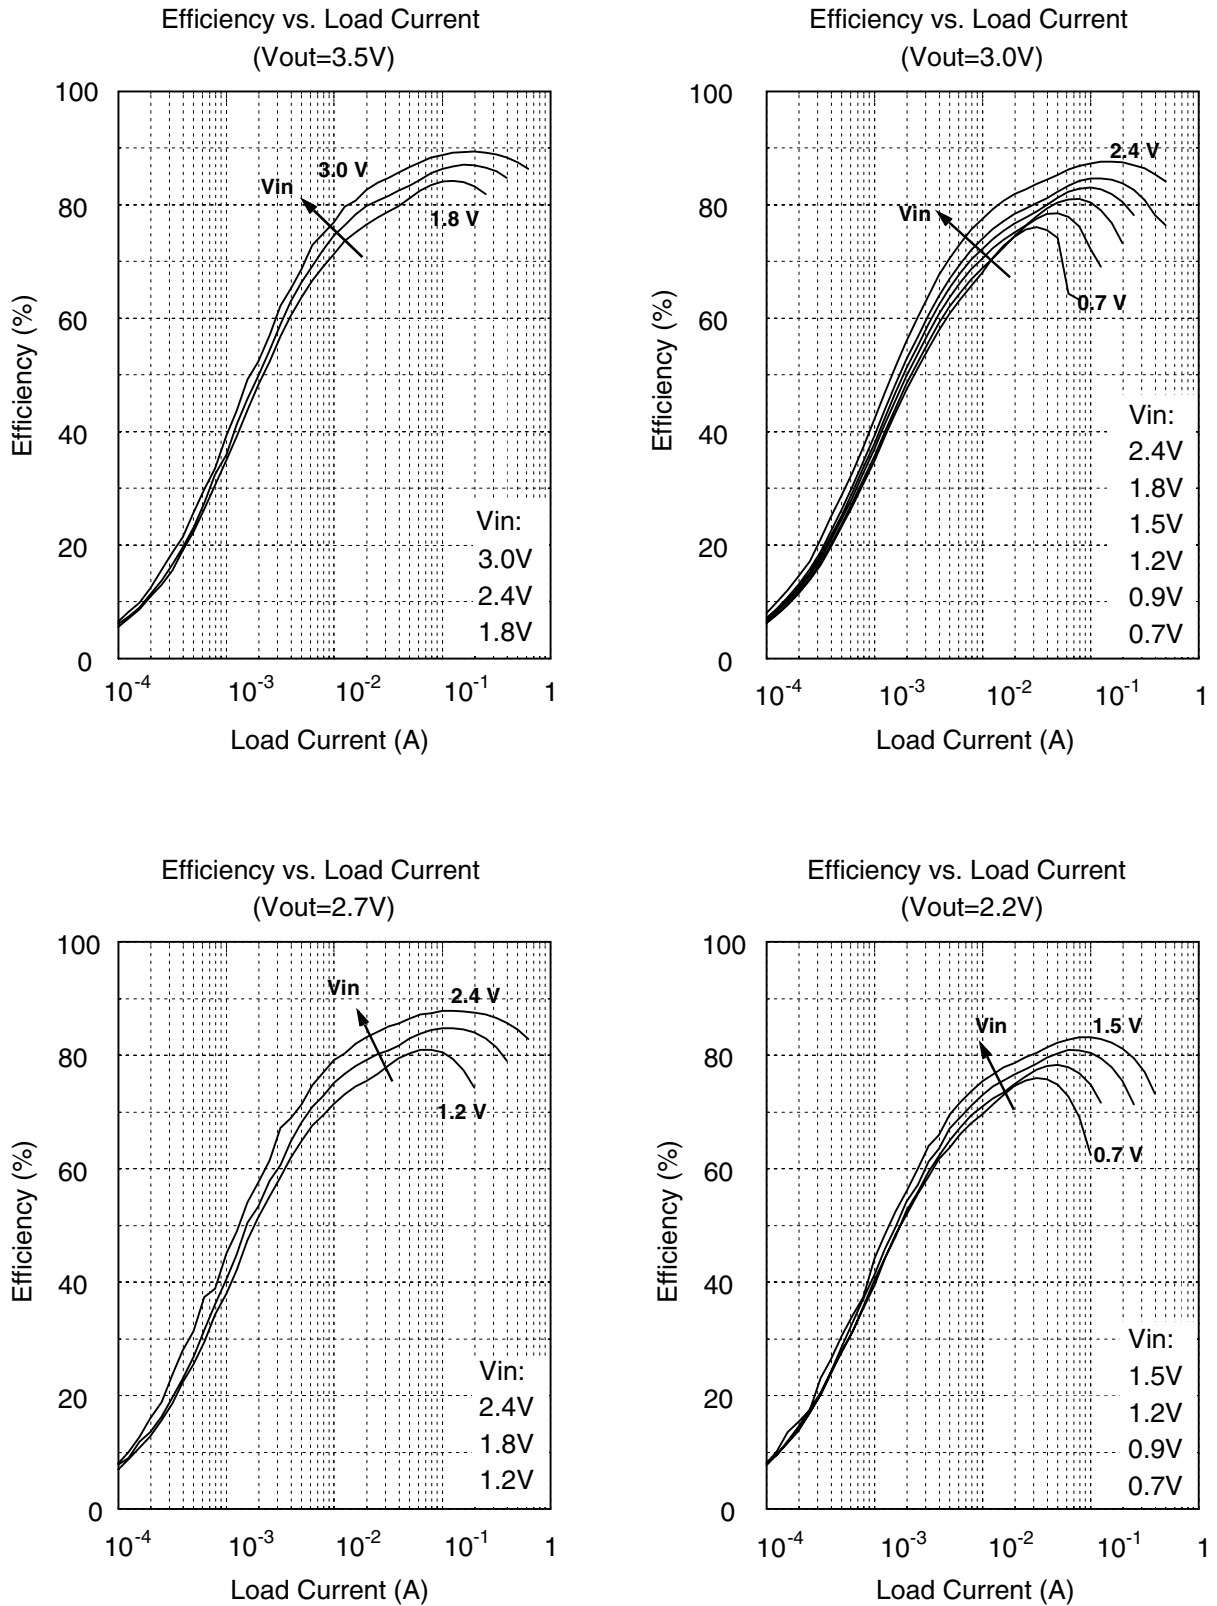 Efficiency vs. Load Current
(Vout=3.5V)
100
80
60
40
20
0
Efficiency (%)
Vin
3.0 V
1.8 V
Vin:
3.0V
2.4V
1.8V
10-4 10-3 10-2 10-1 1
Load Current (A)
Efficiency vs. Load Current
(Vout=3.0V)
100
80
60
40
20
0
Efficiency (%)
2.4 V
Vin
0.7 V
Vin:
2.4V
1.8V
1.5V
1.2V
0.9V
0.7V
10-4 10-3 10-2 10-1 1
Load Current (A)
Efficiency vs. Load Current
(Vout=2.7V)
100
80
60
40
20
0
Efficiency (%)
Vin
2.4 V
1.2 V
Vin:
2.4V
1.8V
1.2V
10-4 10-3 10-2 10-1 1
Load Current (A)
Efficiency vs. Load Current
(Vout=2.2V)
100
80
60
40
20
0
Efficiency (%)
Vin
1.5 V
0.7 V
Vin:
1.5V
1.2V
0.9V
0.7V
10-4 10-3 10-2 10-1 1
Load Current (A)